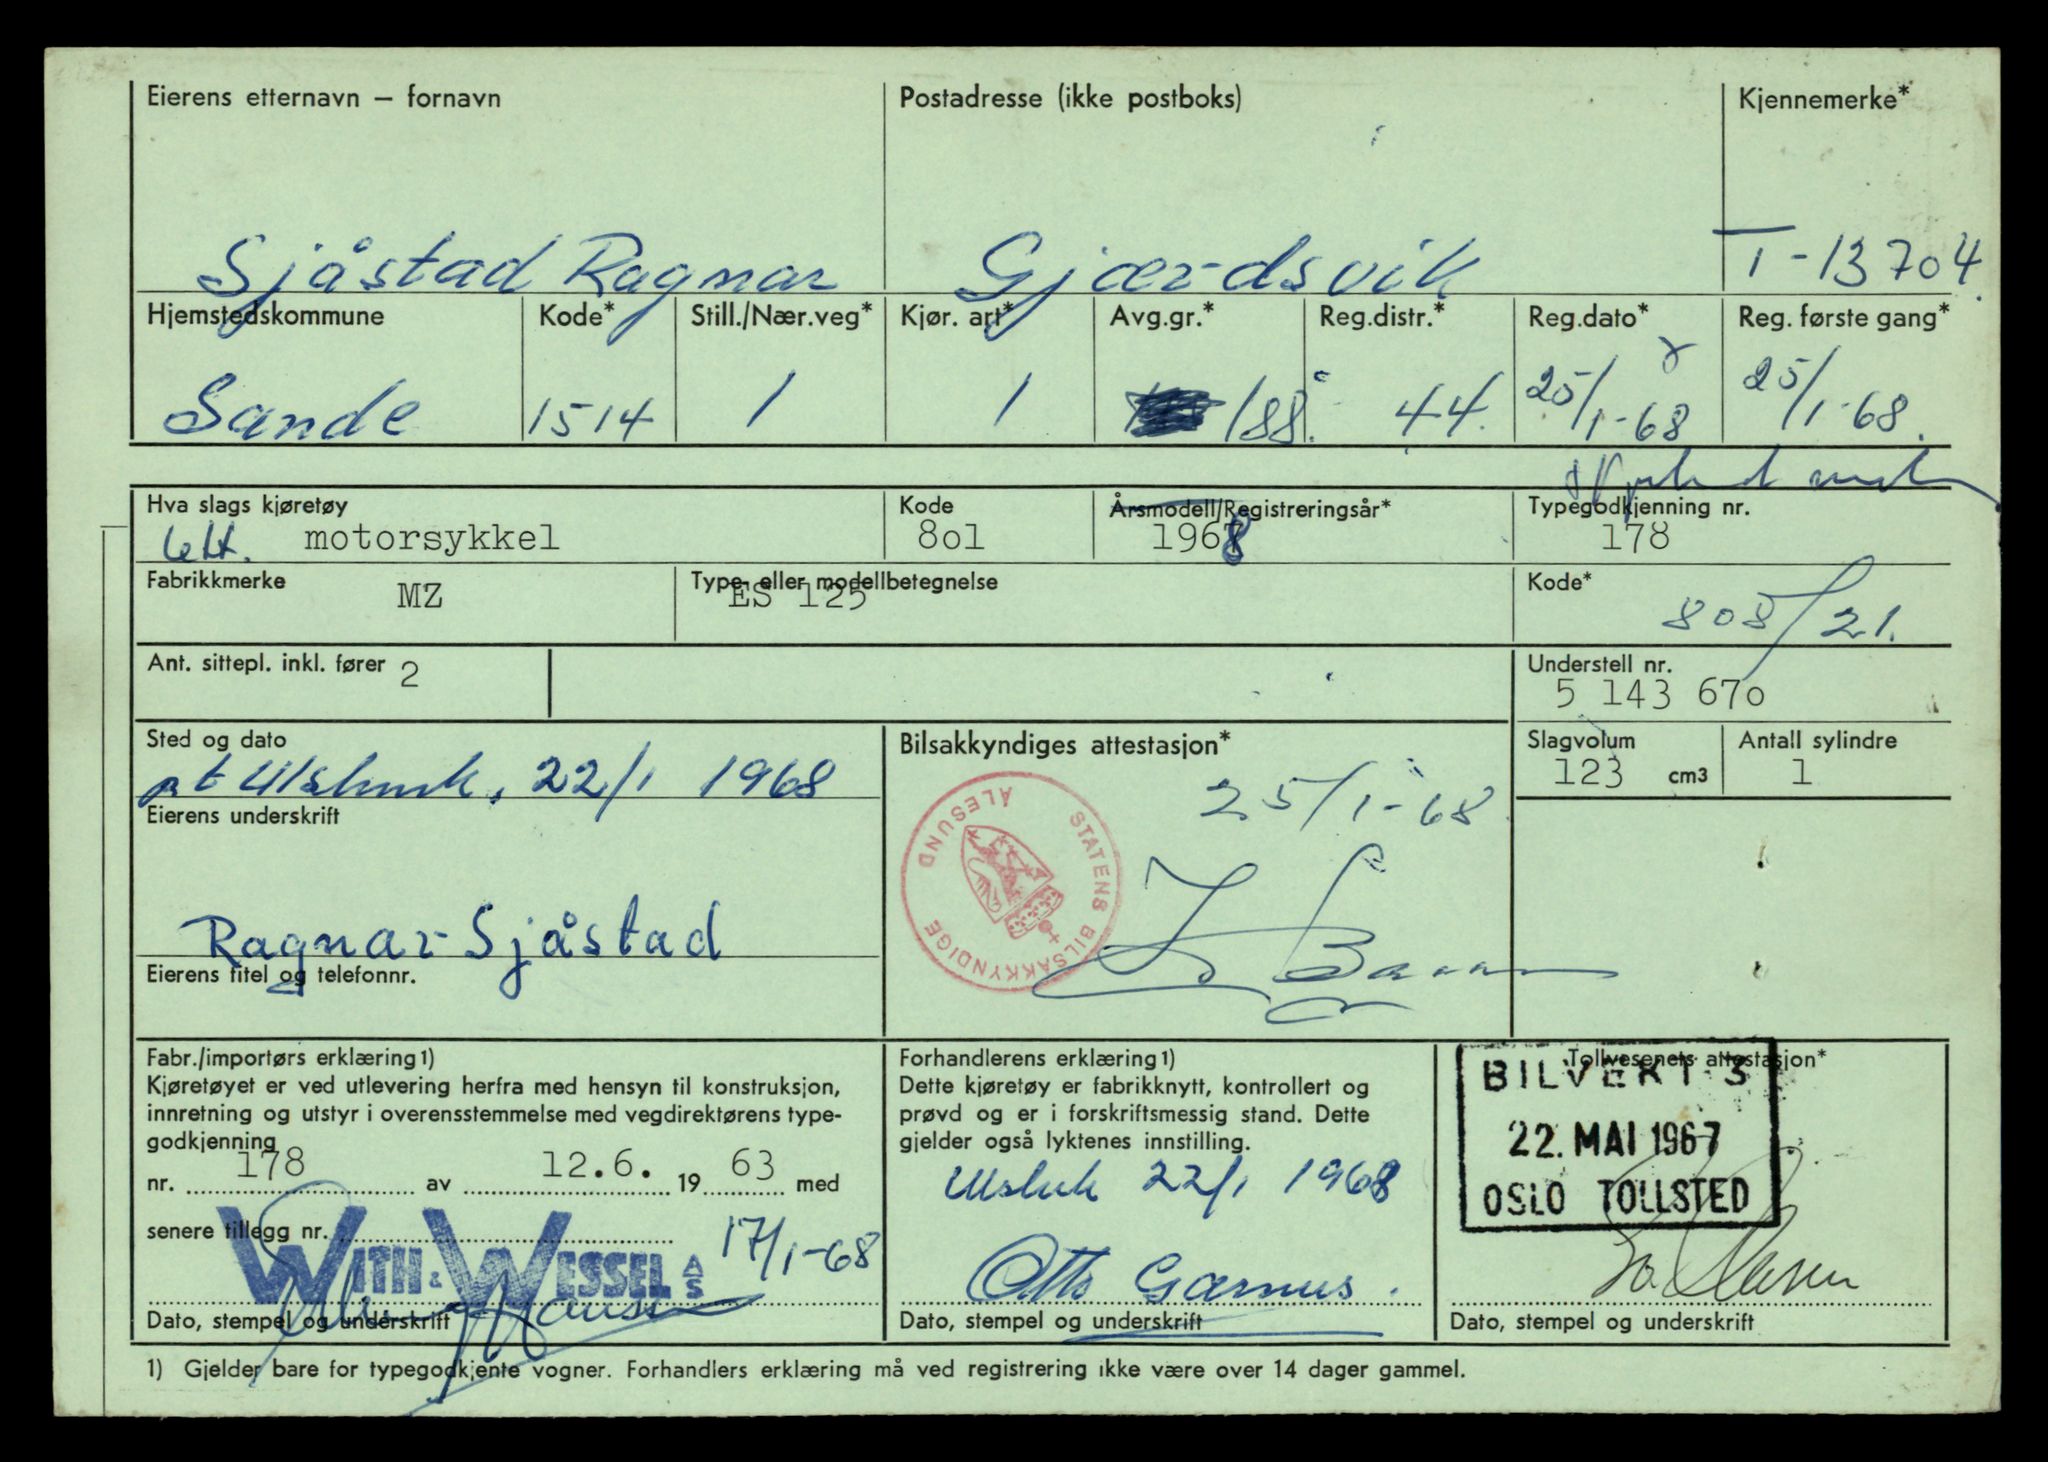 Eierens etternavn – fornavn
Postadresse (ikke postboks)
Kjennemerke*
Sjåstad Ragnar
Gjærdsvik
T-13704.
Hjemstedskommune
Kode*
Still./Nær.veg*
Kjør. art*
Avg.gr.*
Reg.distr.*
Reg.dato*
Reg. første gang*
Sande
1514
1
1
188.
44.
25/1-68
25/1-68.
Hva slags kjøretøy
Kode
Årsmodell/Registreringsår*
Typegodkjenning nr.
lett. motorsykkel
8o1
1968
178
Fabrikkmerke
MZ
Type- eller modellbetegnelse
ES 125
Kode*
808/21.
Ant. sittepl. inkl. fører 2
Understell nr.
5 143 67o
Sted og dato
pt 22/1 1968
Bilsakkyndiges attestasjon*
25/1-68.
Slagvolum
123 cm3
Antall sylindre
1
Eierens underskrift
STATENS BILSAKKYNDIGE
ÅLESUND
Ragnar Sjåstad
Eierens titel og telefonnr.
Fabr./importørs erklæring 1)
Kjøretøyet er ved utlevering herfra med hensyn til konstruksjon,
innretning og utstyr i overensstemmelse med vegdirektørens type-
godkjenning
nr. 178 av 12.6. 19 63 med
senere tillegg nr.
17/1-68
WITH & WESSEL A/S
Dato, stempel og underskrift
Forhandlerens erklæring 1)
Dette kjøretøy er fabrikknytt, kontrollert og
prøvd og er i forskriftsmessig stand. Dette
gjelder også lyktenes innstilling.
22/1 1968
Otto Garnus.
Dato, stempel og underskrift
Tollvesenets attestasjon*
BILVERT. 3
22. MAI 1967
OSLO TOLLSTED
Dato, stempel og underskrift
1) Gjelder bare for typegodkjente vogner. Forhandlers erklæring må ved registrering ikke være over 14 dager gammel.